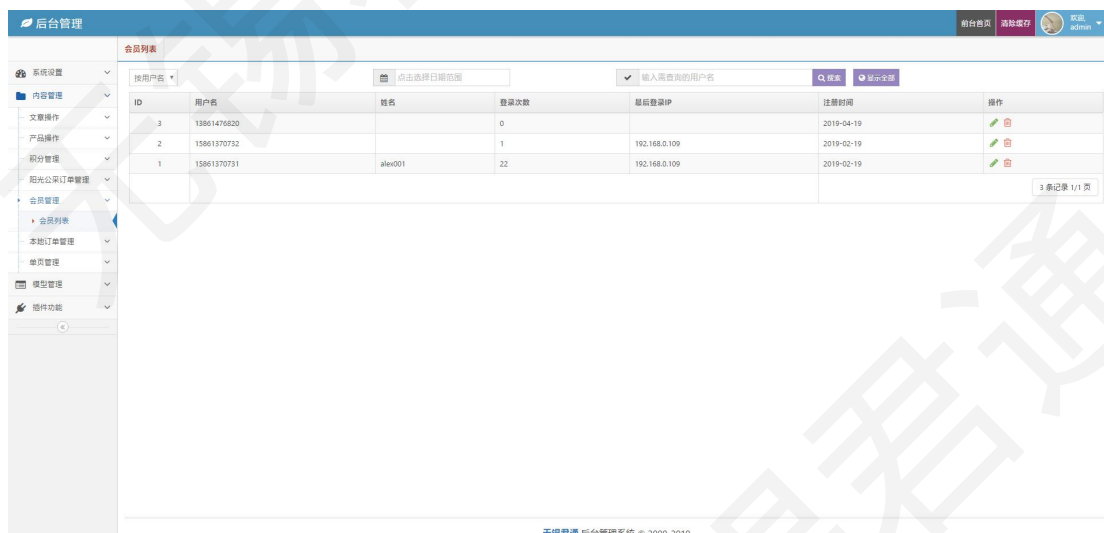 后台管理
前台首页 清除缓存 欢迎, admin
会员列表
系统设置
内容管理
文章操作
产品操作
积分管理
阳光公采订单管理
会员管理
会员列表
本地订单管理
单页管理
模型管理
插件功能
按用户名 点击选择日期范围 输入需查询的用户名 搜索 显示全部
ID 用户名 姓名 登录次数 最后登录IP 注册时间 操作
3 13861476820 0 2019-04-19
2 15861370732 1 192.168.0.109 2019-02-19
1 15861370731 alex001 22 192.168.0.109 2019-02-19
3 条记录 1/1 页
后台管理系统